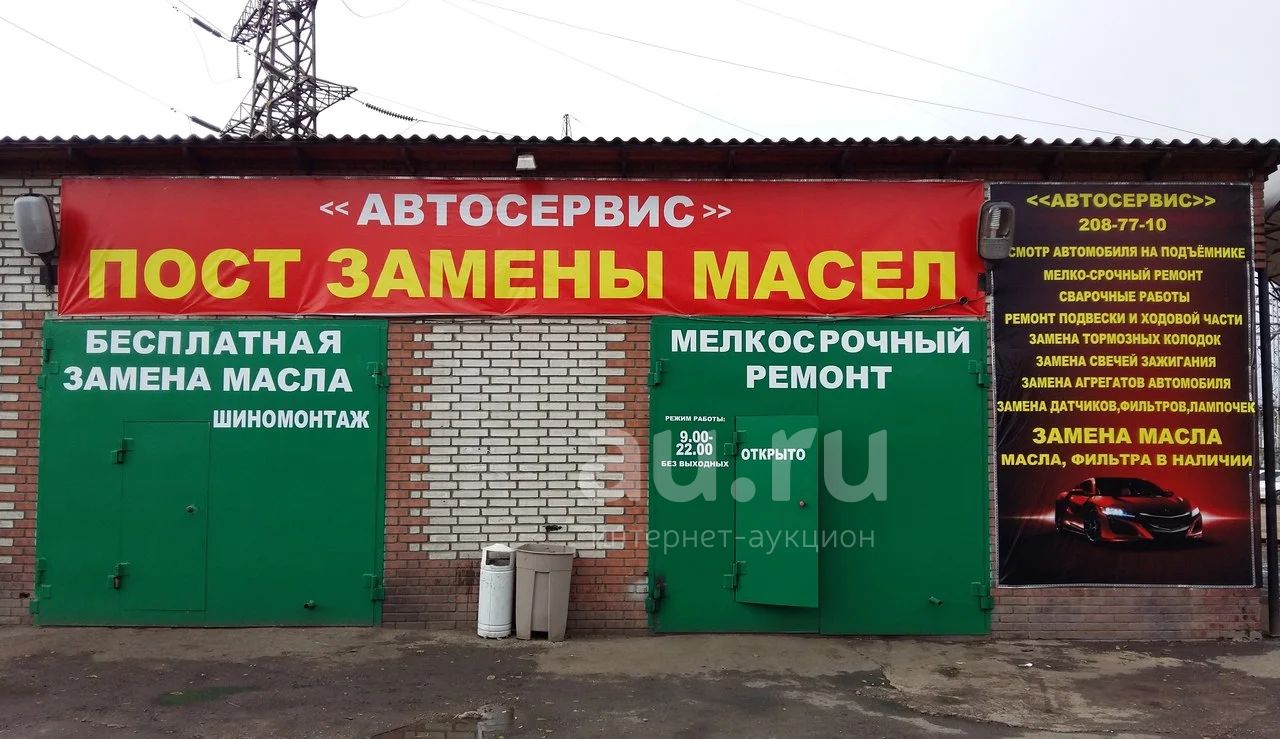 <<АВТОСЕРВИС>>
ПОСТ ЗАМЕНЫ МАСЕЛ
БЕСПЛАТНАЯ
ЗАМЕНА МАСЛА
ШИНОМОНТАЖ
МЕЛКОСРОЧНЫЙ
РЕМОНТ
РЕЖИМ РАБОТЫ:
9.00-
22.00
БЕЗ ВЫХОДНЫХ
ОТКРЫТО
<<АВТОСЕРВИС>>
208-77-10
СМОТР АВТОМОБИЛЯ НА ПОДЪЁМНИКЕ
МЕЛКО-СРОЧНЫЙ РЕМОНТ
СВАРОЧНЫЕ РАБОТЫ
РЕМОНТ ПОДВЕСКИ И ХОДОВОЙ ЧАСТИ
ЗАМЕНА ТОРМОЗНЫХ КОЛОДОК
ЗАМЕНА СВЕЧЕЙ ЗАЖИГАНИЯ
ЗАМЕНА АГРЕГАТОВ АВТОМОБИЛЯ
ЗАМЕНА ДАТЧИКОВ,ФИЛЬТРОВ,ЛАМПОЧЕК
ЗАМЕНА МАСЛА
МАСЛА, ФИЛЬТРА В НАЛИЧИИ
au.ru
интернет-аукцион